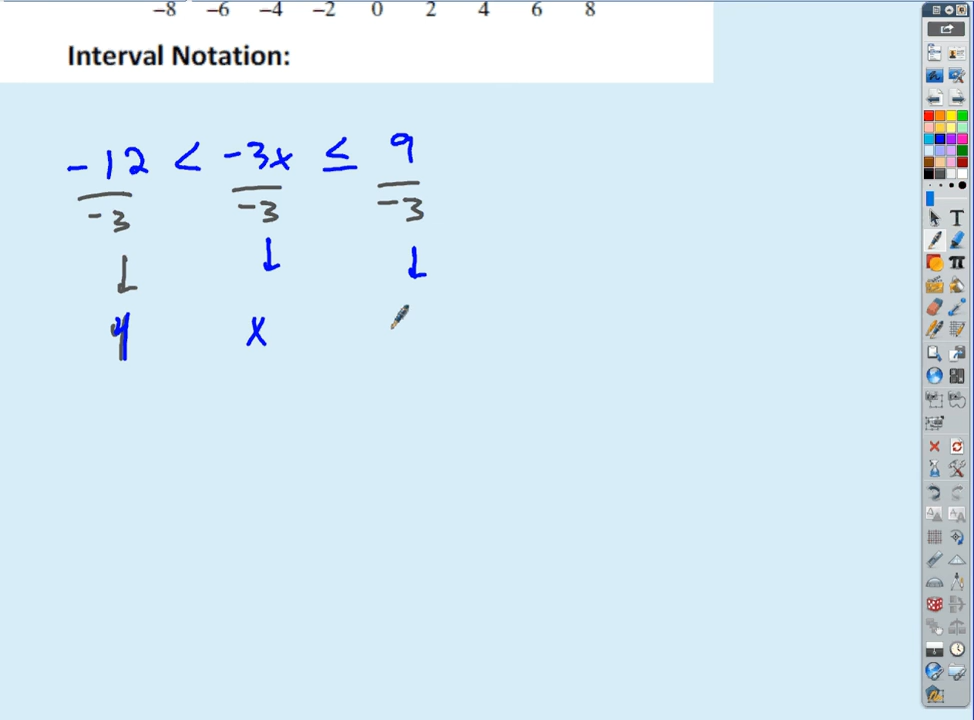 −8 −6 −4 −2 0 2 4 6 8
Interval Notation:
-12 < -3x ≤ 9
-3 -3 -3
↓ ↓ ↓
4 x